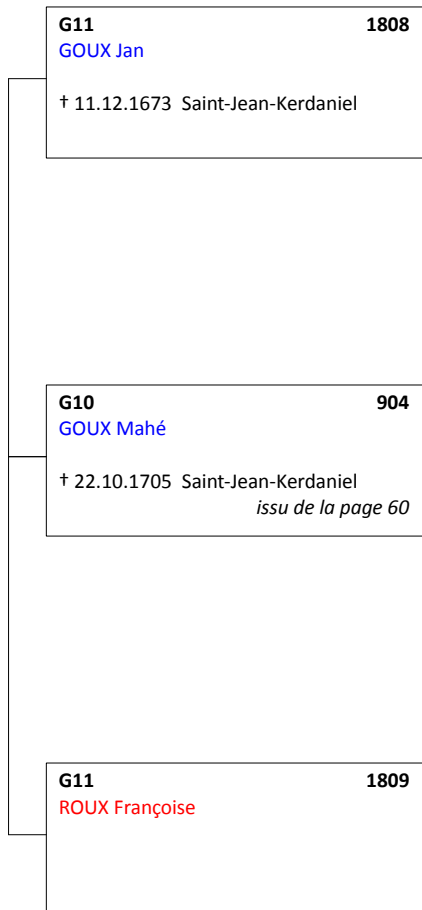 G11 1808
GOUX Jan
† 11.12.1673 Saint-Jean-Kerdaniel
G10 904
GOUX Mahé
† 22.10.1705 Saint-Jean-Kerdaniel
issu de la page 60
G11 1809
ROUX Françoise